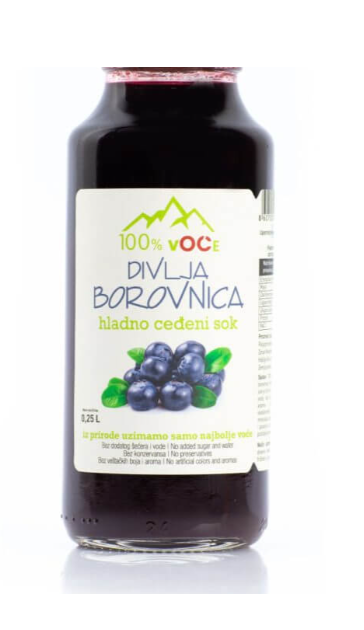 100% VOĆE
DIVLJA
BOROVNICA
hladno ceđeni sok
0,25 L
iz prirode uzimamo samo najbolje voće
Bez dodatog šećera i vode | No added sugar and water
Bez konzervansa | No preservatives
Bez veštačkih boja i aroma | No artificial colors and aromas